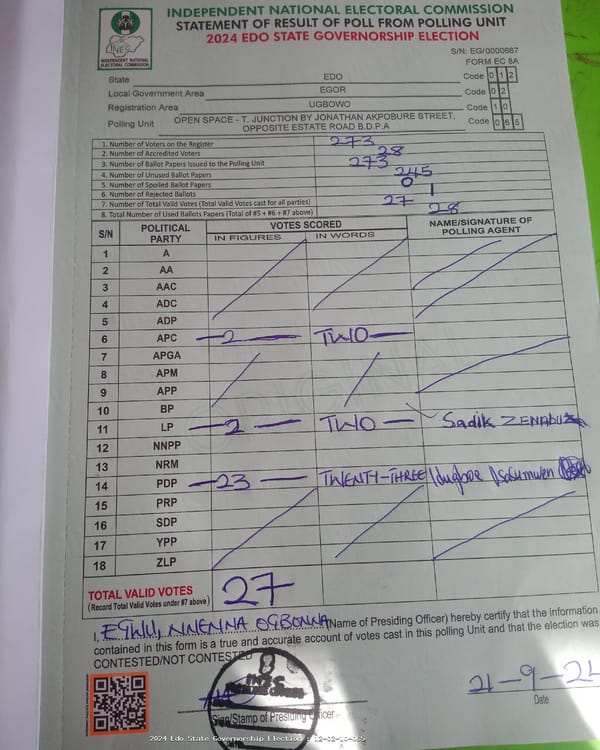 INDEPENDENT NATIONAL ELECTORAL COMMISSION
STATEMENT OF RESULT OF POLL FROM POLLING UNIT
2024 EDO STATE GOVERNORSHIP ELECTION
INEC
INDEPENDENT NATIONAL
ELECTORAL COMMISSION
S/N: EG/0000867
FORM EC 8A
State EDO Code 0 1 2
Local Government Area EGOR Code 0 2
Registration Area UGBOWO Code 1 0
Polling Unit OPEN SPACE - T. JUNCTION BY JONATHAN AKPOBURE STREET, OPPOSITE ESTATE ROAD B.D.P.A Code 0 6 5
1. Number of Voters on the Register 273
2. Number of Accredited Voters 28
3. Number of Ballot Papers Issued to the Polling Unit 273
4. Number of Unused Ballot Papers 245
5. Number of Spoiled Ballot Papers 0
6. Number of Rejected Ballots 1
7. Number of Total Valid Votes (Total Valid Votes cast for all parties) 27
8. Total Number of Used Ballots Papers (Total of #5 + #6 + #7 above) 28
S/N POLITICAL PARTY VOTES SCORED NAME/SIGNATURE OF POLLING AGENT
IN FIGURES IN WORDS
1 A
2 AA
3 AAC
4 ADC
5 ADP
6 APC 2 TWO
7 APGA
8 APM
9 APP
10 BP
11 LP 2 TWO Sadik ZENABU
12 NNPP
13 NRM
14 PDP 23 TWENTY-THREE
15 PRP
16 SDP
17 YPP
18 ZLP
TOTAL VALID VOTES 27
(Record Total Valid Votes under #7 above)
I, EGWU, NNENNA OGBONNA (Name of Presiding Officer) hereby certify that the information
contained in this form is a true and accurate account of votes cast in this polling Unit and that the election was
CONTESTED/NOT CONTESTED
21-9-24
Sign/Stamp of Presiding Officer
Date
2024 Edo State Governorship Election